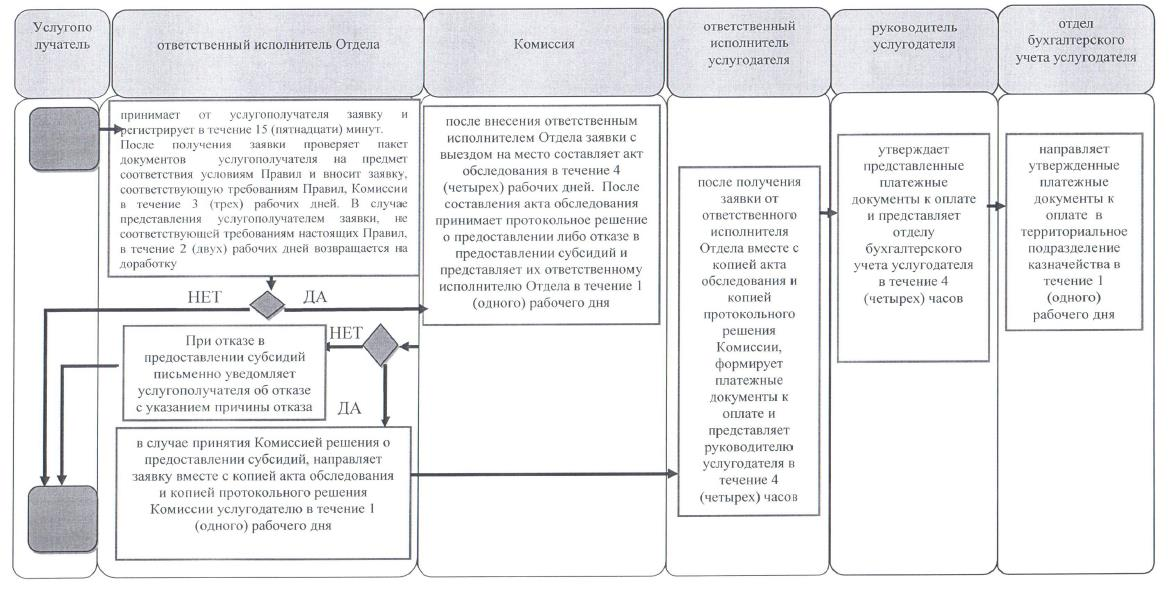 Услугопо
лучатель
ответственный исполнитель Отдела
Комиссия
ответственный
исполнитель
услугодателя
руководитель
услугодателя
отдел
бухгалтерского
учета услугодателя
принимает от услугополучателя заявку и
регистрирует в течение 15 (пятнадцати) минут.
После получения заявки проверяет пакет
документов услугополучателя на предмет
соответствия условиям Правил и вносит заявку,
соответствующую требованиям Правил, Комиссии
в течение 3 (трех) рабочих дней. В случае
представления услугополучателем заявки, не
соответствующей требованиям настоящих Правил,
в течение 2 (двух) рабочих дней возвращается на
доработку
НЕТ
ДА
При отказе в
предоставлении субсидий
письменно уведомляет
услугополучателя об отказе
с указанием причины отказа
НЕТ
ДА
в случае принятия Комиссией решения о
предоставлении субсидий, направляет
заявку вместе с копией акта обследования
и копией протокольного решения
Комиссии услугодателю в течение 1
(одного) рабочего дня
после внесения ответственным
исполнителем Отдела заявки с
выездом на место составляет акт
обследования в течение 4
(четырех) рабочих дней. После
составления акта обследования
принимает протокольное решение
о предоставлении либо отказе в
предоставлении субсидий и
представляет их ответственному
исполнителю Отдела в течение 1
(одного) рабочего дня
после получения
заявки от
ответственного
исполнителя
Отдела вместе с
копией акта
обследования и
копией
протокольного
решения
Комиссии,
формирует
платежные
документы к
оплате и
представляет
руководителю
услугодателя в
течение 4
(четырех) часов
утверждает
представленные
платежные
документы к оплате
и представляет
отделу
бухгалтерского
учета услугодателя
в течение 4
(четырех) часов
направляет
утвержденные
платежные
документы к
оплате в
территориальное
подразделение
казначейства в
течение 1
(одного)
рабочего дня